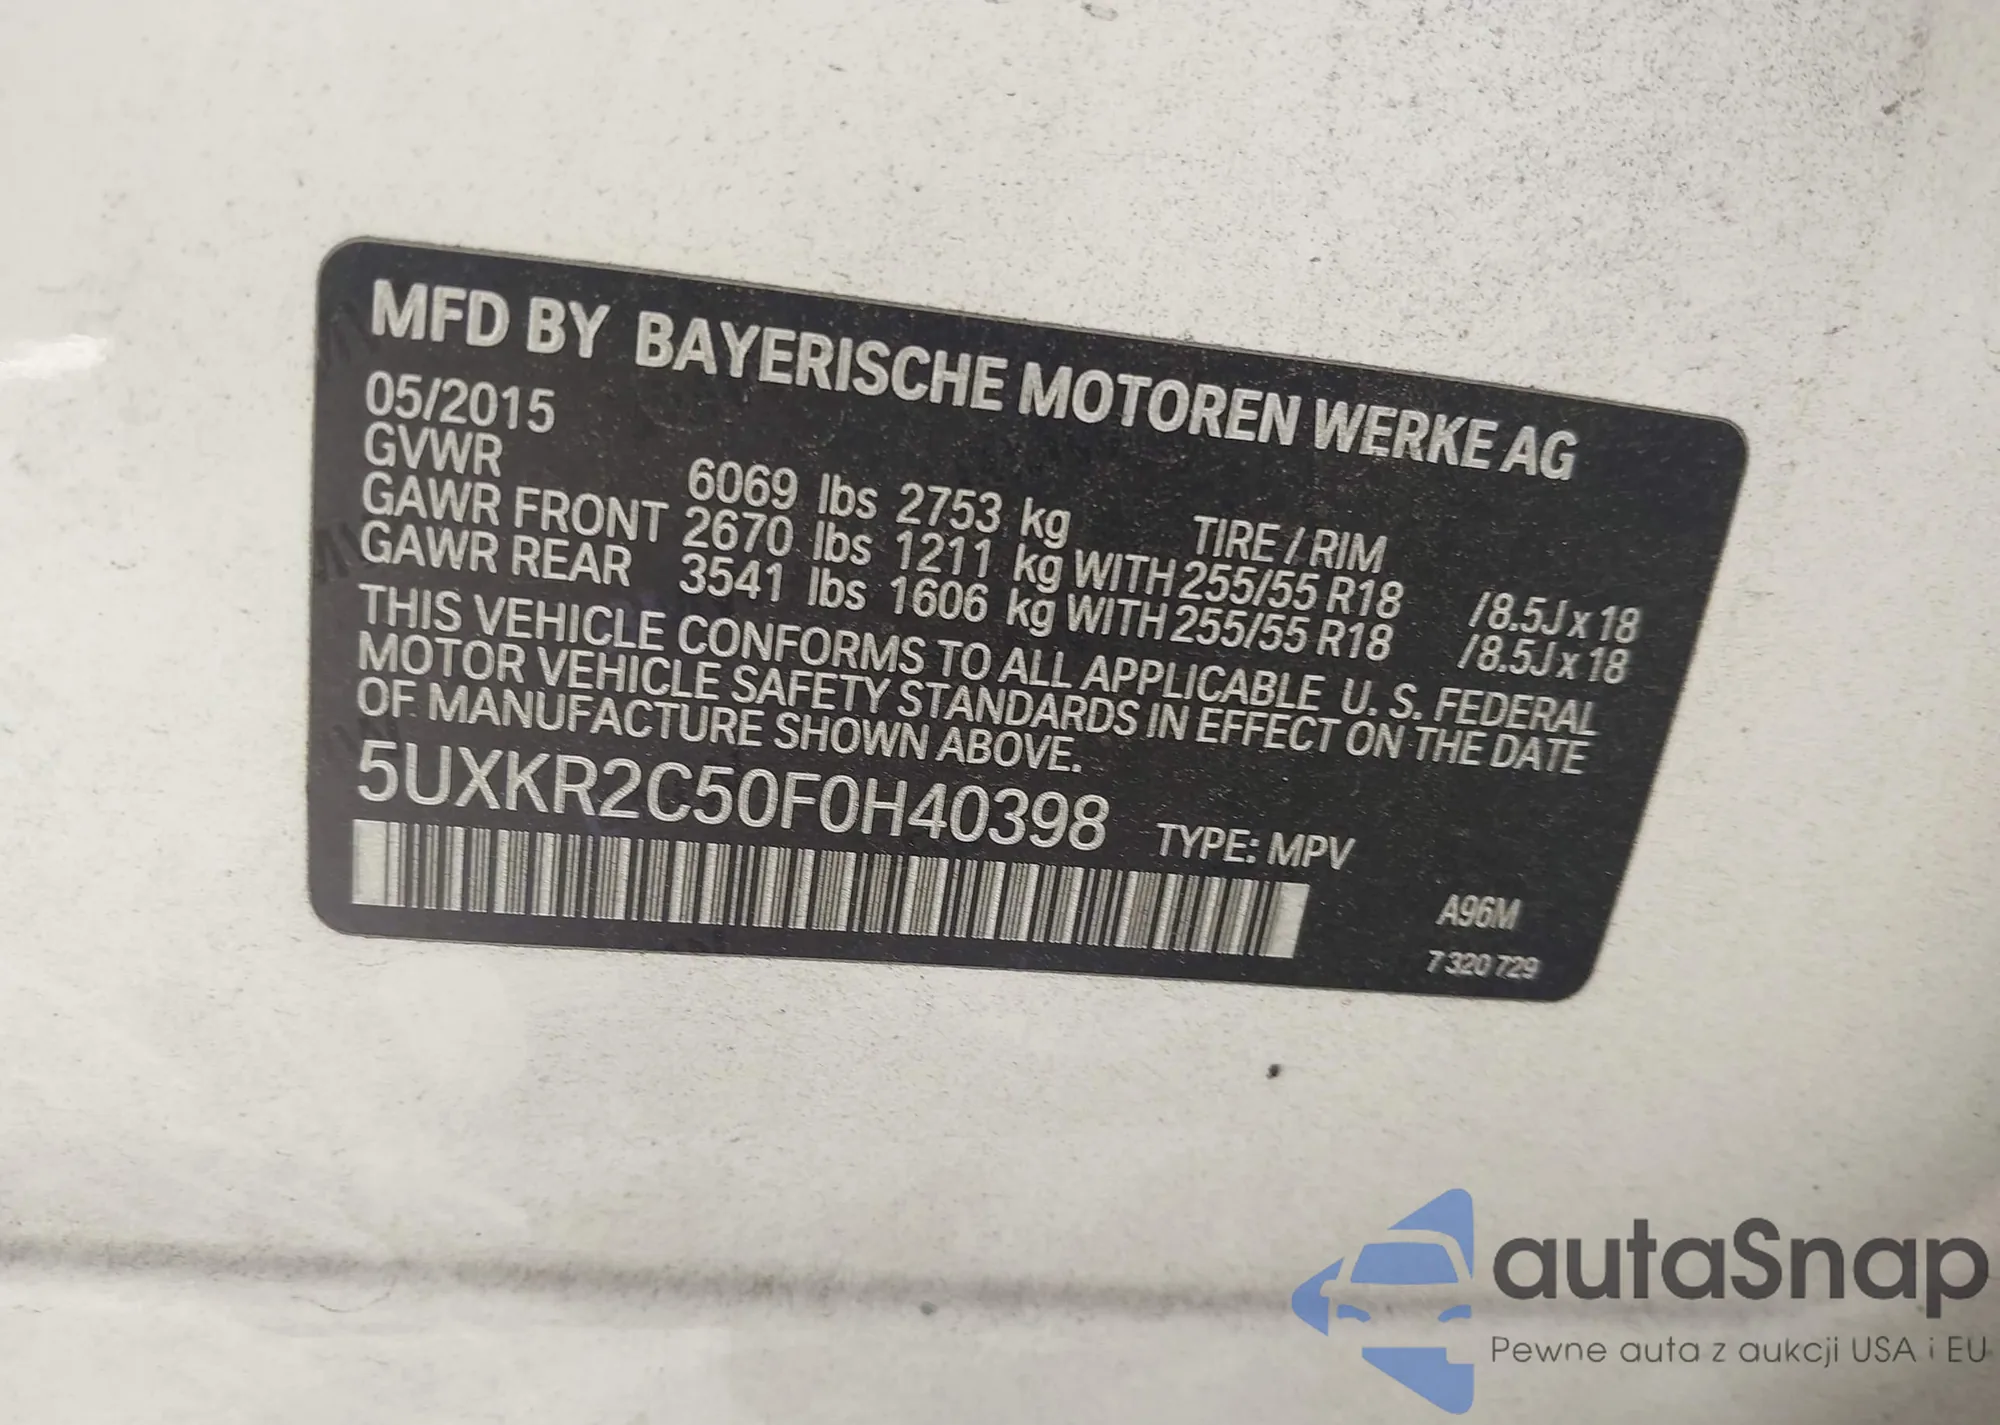 MFD BY BAYERISCHE MOTOREN WERKE AG
05/2015
GVWR 6069 lbs 2753 kg TIRE / RIM
GAWR FRONT 2670 lbs 1211 kg WITH 255/55 R18 /8.5J x 18
GAWR REAR 3541 lbs 1606 kg WITH 255/55 R18 /8.5J x 18
THIS VEHICLE CONFORMS TO ALL APPLICABLE U. S. FEDERAL
MOTOR VEHICLE SAFETY STANDARDS IN EFFECT ON THE DATE
OF MANUFACTURE SHOWN ABOVE.
5UXKR2C50F0H40398 TYPE: MPV
A96M
7 320 729
autaSnap
Pewne auta z aukcji USA i EU